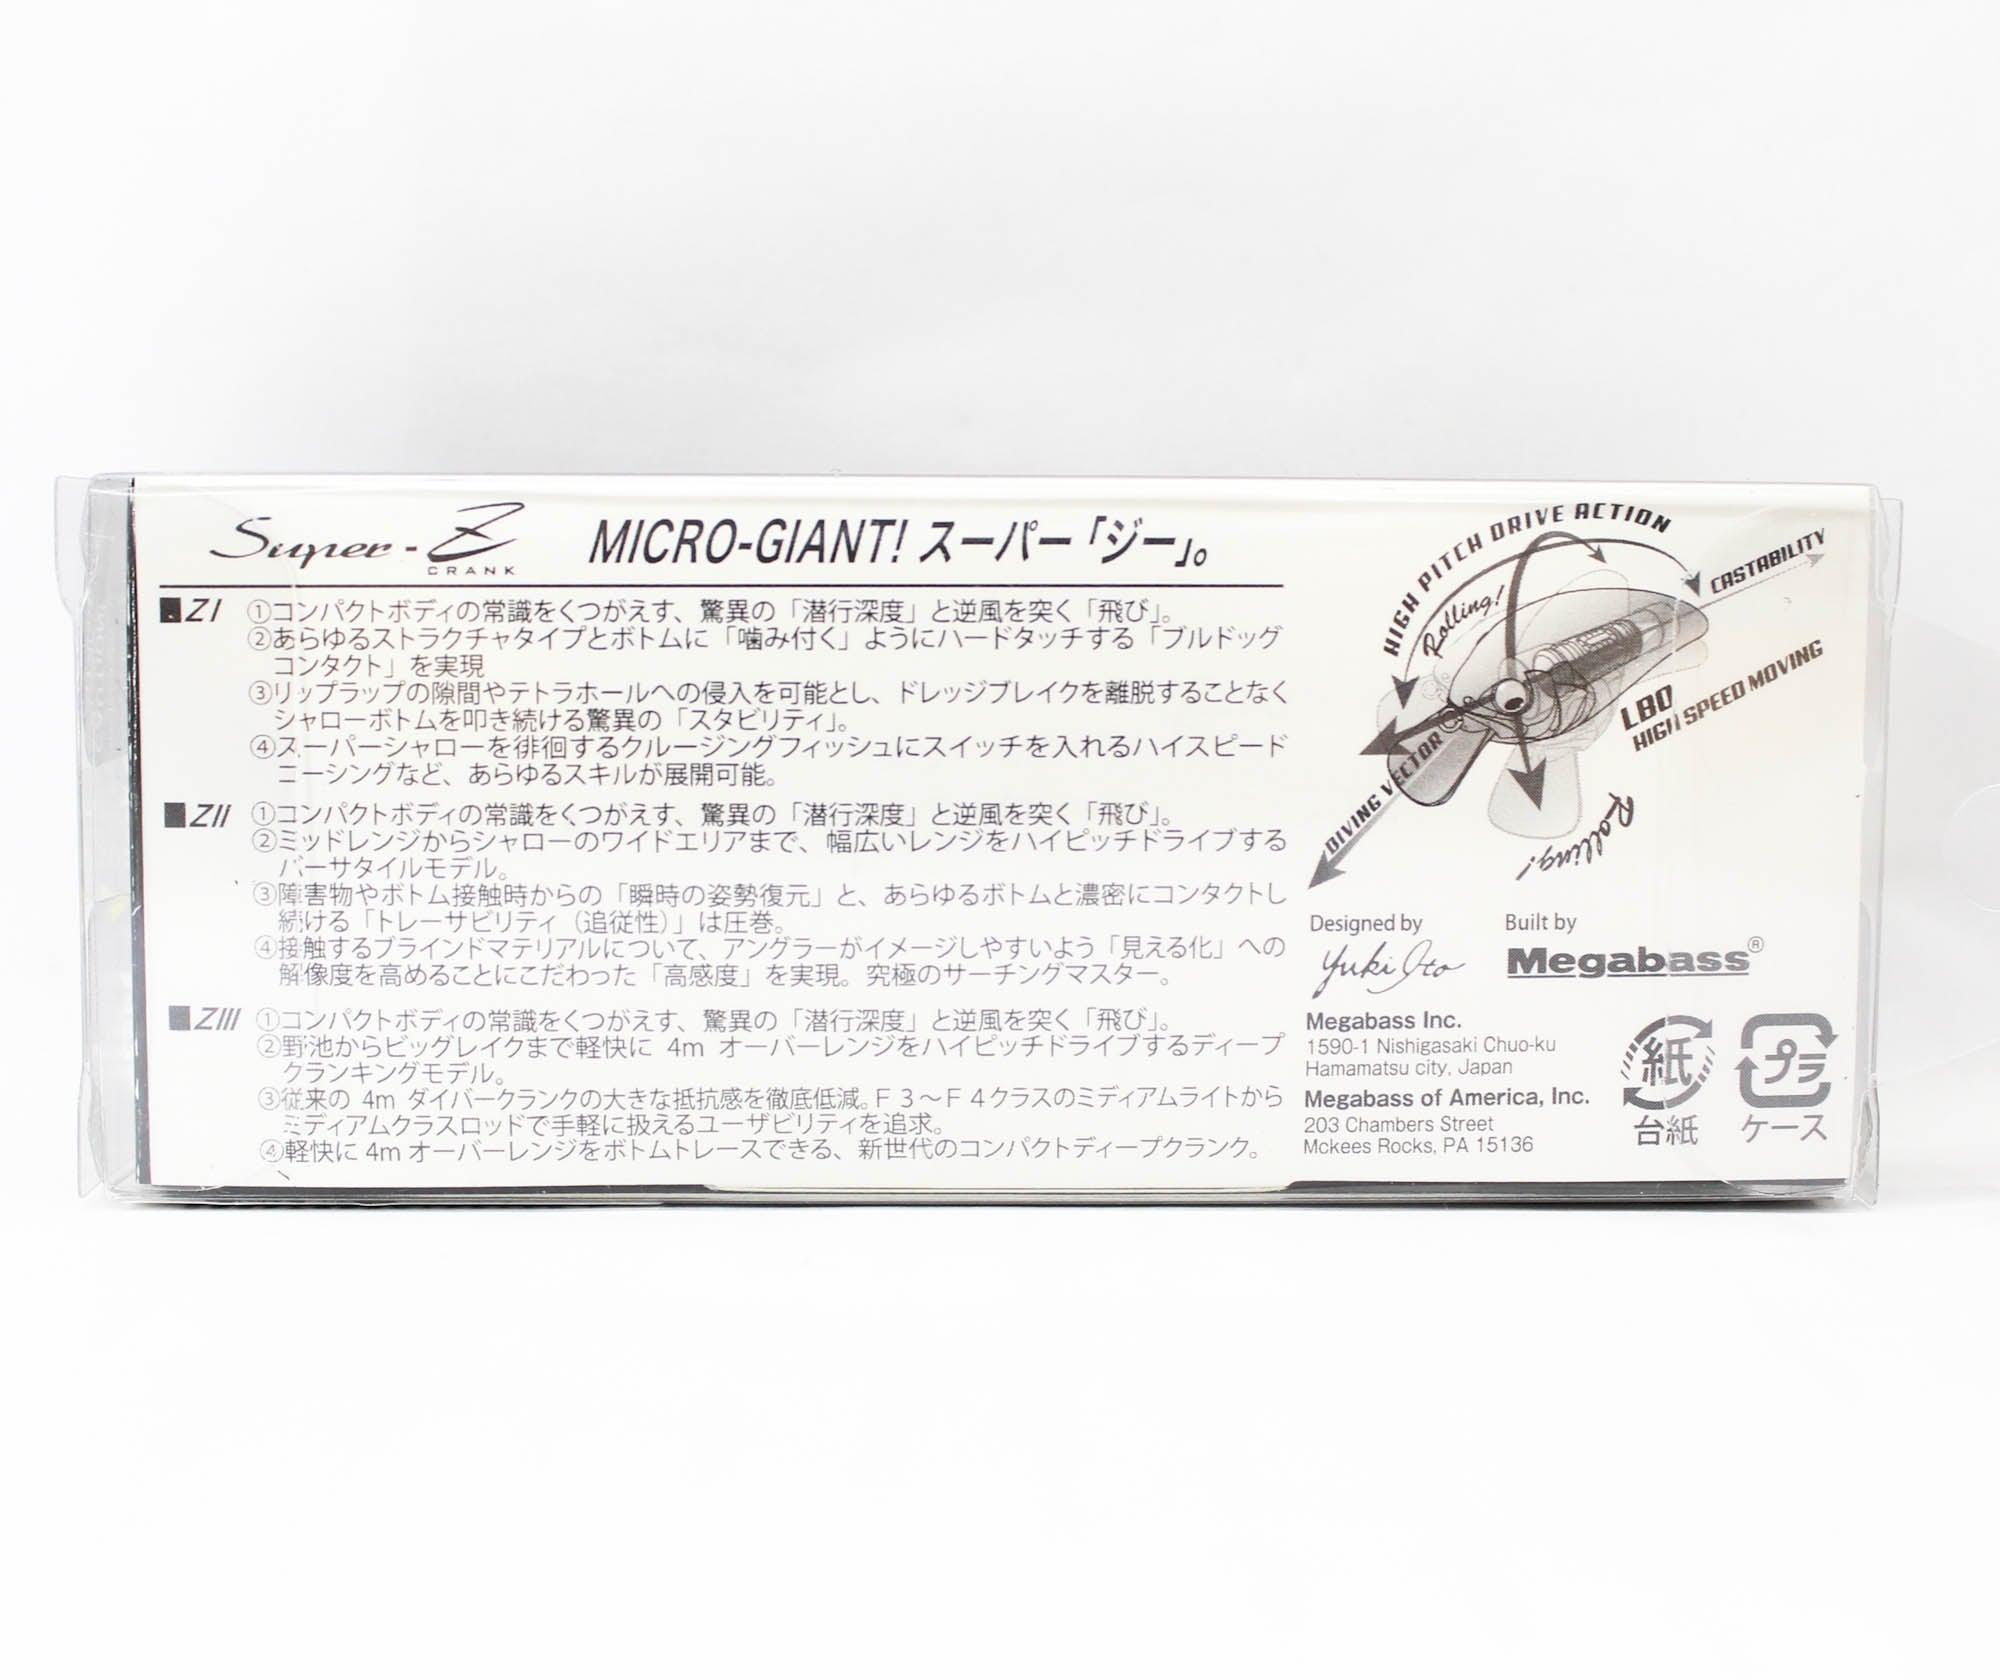 Super-Z
CRANK
MICRO-GIANT! スーパー「ジー」。
■ZI ①コンパクトボディの常識をくつがえす、驚異の「潜行深度」と逆風を突く「飛び」。
②あらゆるストラクチャタイプとボトムに「噛み付く」ようにハードタッチする「ブルドッグ
コンタクト」を実現
③リップラップの隙間やテトラホールへの侵入を可能とし、ドレッジブレイクを離脱することなく
シャローボトムを叩き続ける驚異の「スタビリティ」。
④スーパーシャローを徘徊するクルージングフィッシュにスイッチを入れるハイスピード
ニーシングなど、あらゆるスキルが展開可能。
■ZII ①コンパクトボディの常識をくつがえす、驚異の「潜行深度」と逆風を突く「飛び」。
②ミッドレンジからシャローのワイドエリアまで、幅広いレンジをハイピッチドライブする
バーサタイルモデル。
③障害物やボトム接触時からの「瞬時の姿勢復元」と、あらゆるボトムと濃密にコンタクトし
続ける「トレーサビリティ（追従性）」は圧巻。
④接触するブラインドマテリアルについて、アングラーがイメージしやすいよう「見える化」への
解像度を高めることにこだわった「高感度」を実現。究極のサーチングマスター。
■ZIII ①コンパクトボディの常識をくつがえす、驚異の「潜行深度」と逆風を突く「飛び」。
②野池からビッグレイクまで軽快に 4m オーバーレンジをハイピッチドライブするディープ
クランキングモデル。
③従来の 4m ダイバークランクの大きな抵抗感を徹底低減。Ｆ３～Ｆ４クラスのミディアムライトから
ミディアムクラスロッドで手軽に扱えるユーザビリティを追求。
④軽快に 4m オーバーレンジをボトムトレースできる、新世代のコンパクトディープクランク。
HIGH PITCH DRIVE ACTION
Rolling!
CASTABILITY
LBO
HIGH SPEED MOVING
DIVING VECTOR
Rolling!
Designed by
Yuki Ito
Built by
Megabass®
Megabass Inc.
1590-1 Nishigasaki Chuo-ku
Hamamatsu city, Japan
Megabass of America, Inc.
203 Chambers Street
Mckees Rocks, PA 15136
紙
台紙
プラ
ケース